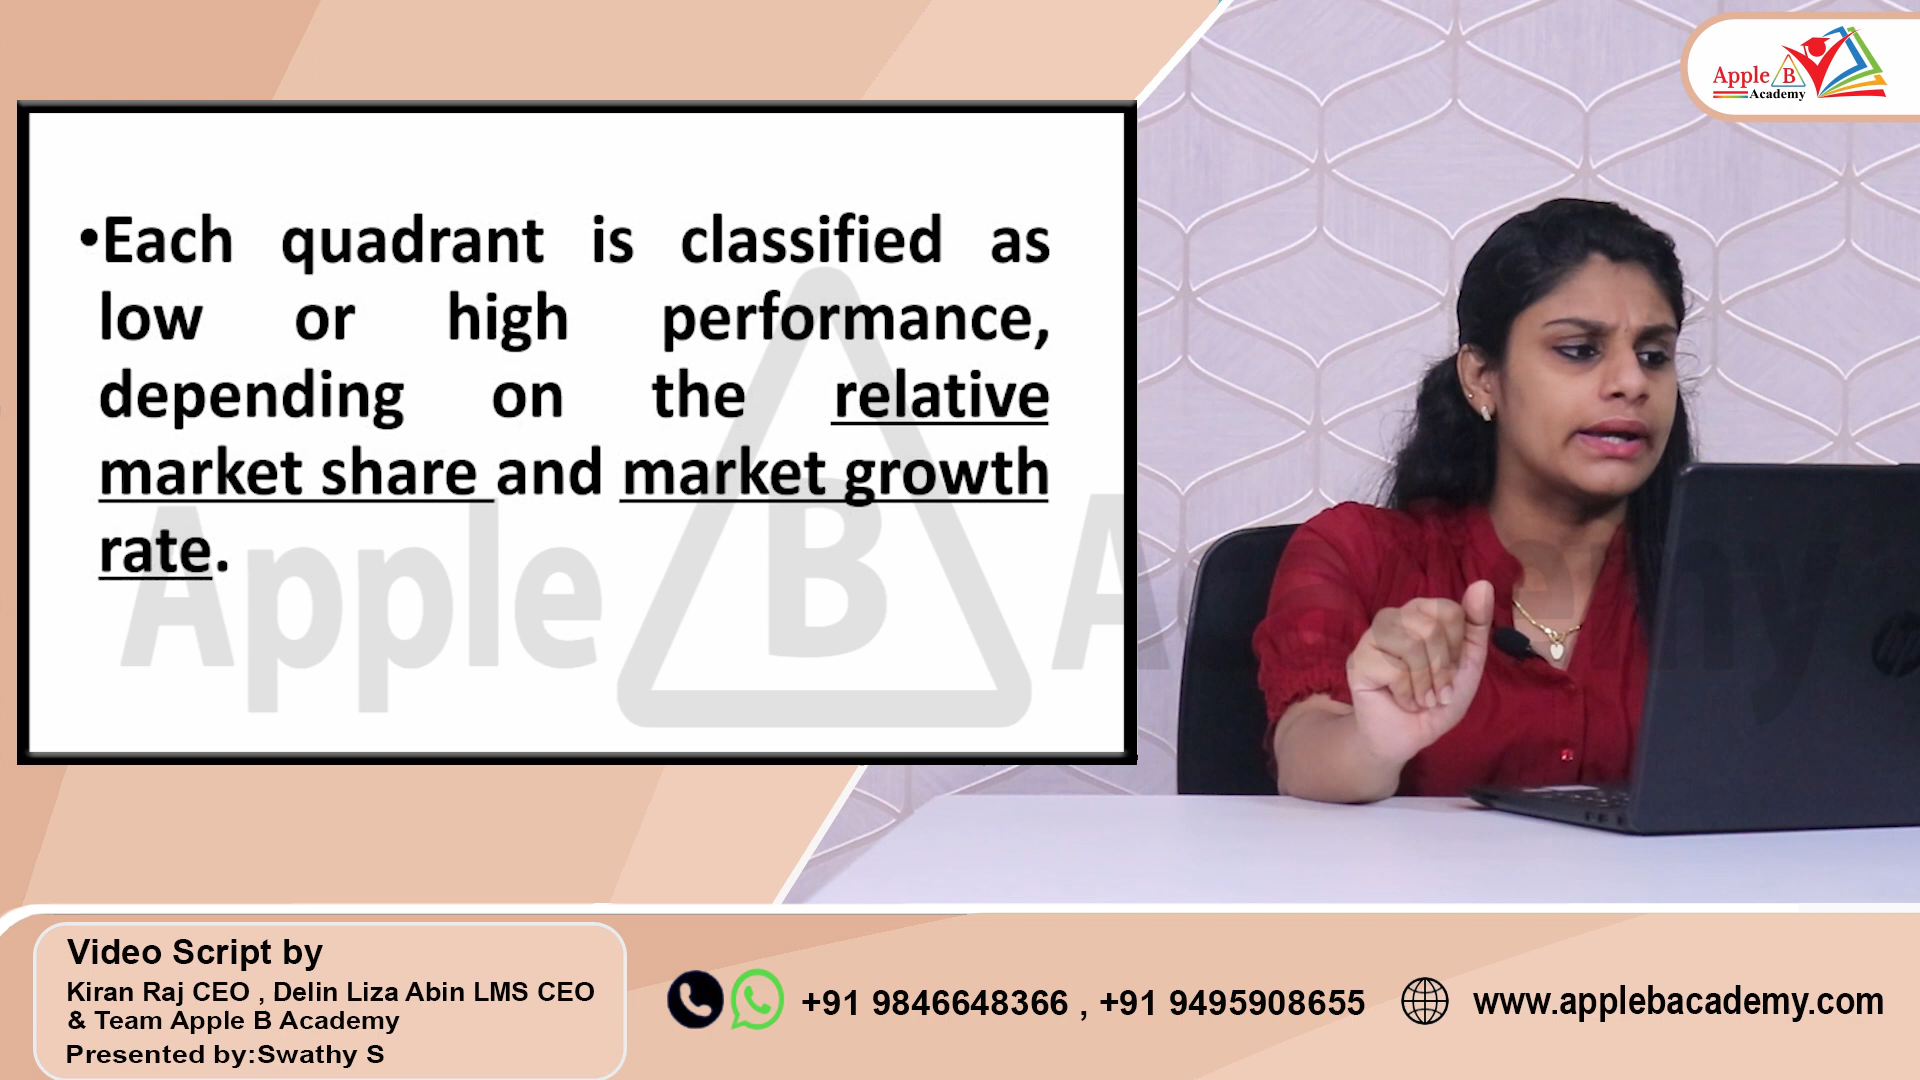 Apple B
Academy
•Each quadrant is classified as
low or high performance,
depending on the relative
market share and market growth
rate.
Apple B Academy
Video Script by
Kiran Raj CEO , Delin Liza Abin LMS CEO
& Team Apple B Academy
Presented by:Swathy S
+91 9846648366 , +91 9495908655
www.applebacademy.com